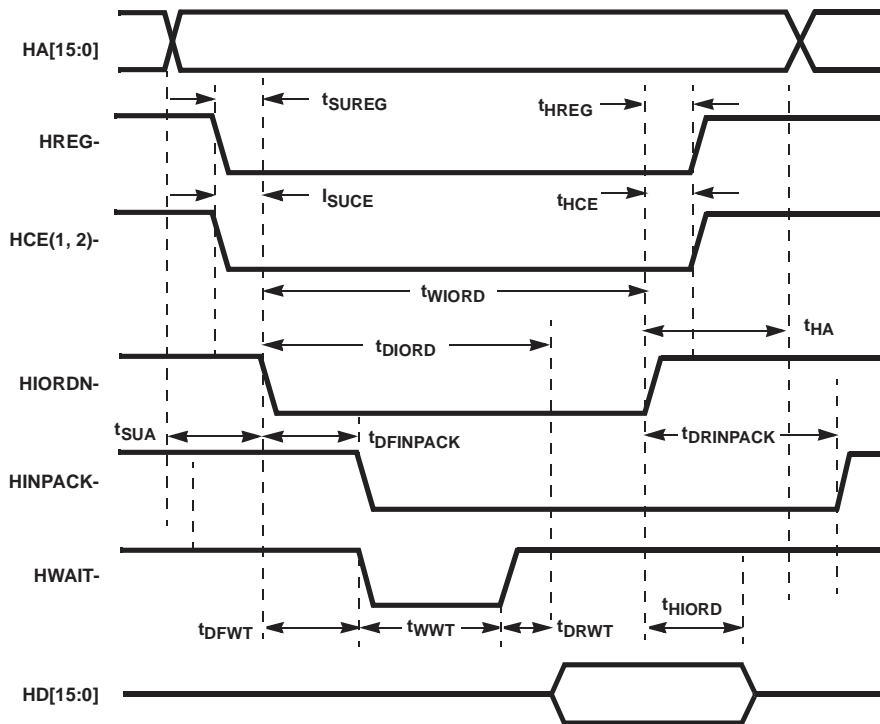 HA[15:0]
tSUREG
tHREG
HREG-
ISUCE
tHCE
HCE(1, 2)-
tWIORD
tHA
tDIORD
HIORDN-
tSUA
tDFINPACK
tDRINPACK
HINPACK-
HWAIT-
tHIORD
tDFWT
tWWT
tDRWT
HD[15:0]